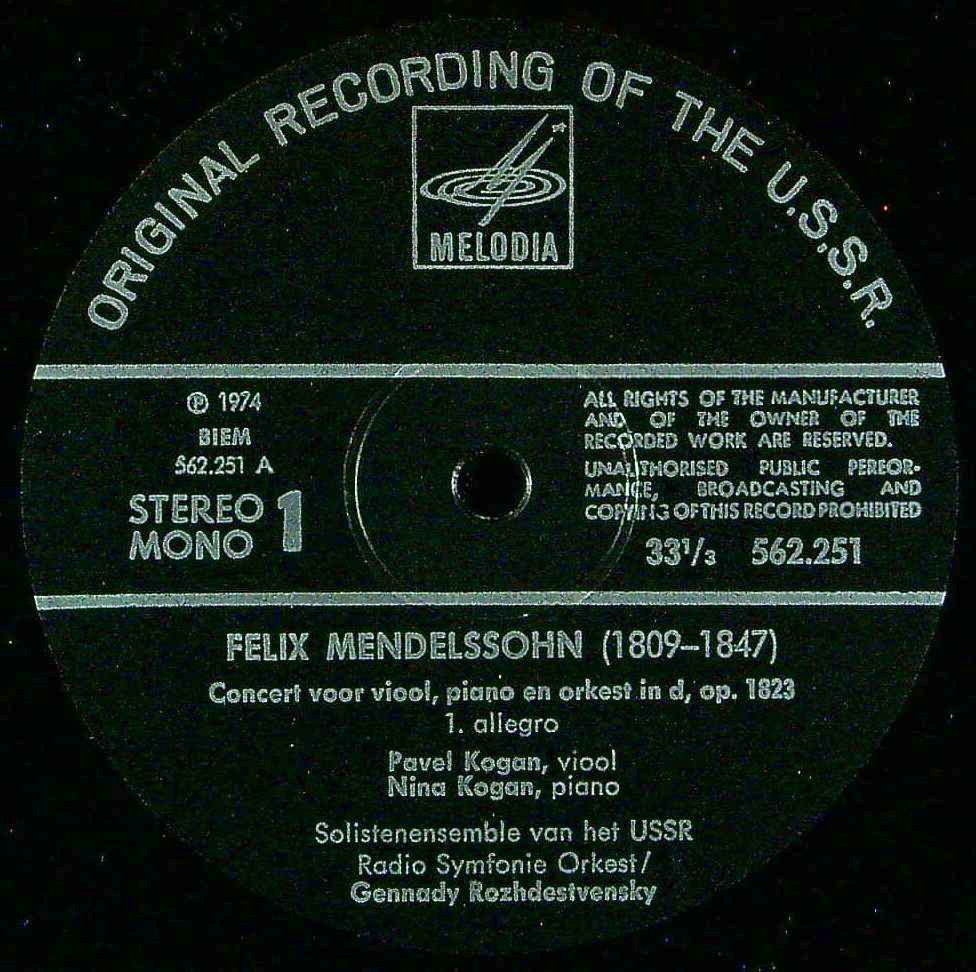 ORIGINAL RECORDING OF THE U.S.S.R.
MELODIA
℗ 1974
BIEM
562.251 A
STEREO
MONO 1
ALL RIGHTS OF THE MANUFACTURER
AND OF THE OWNER OF THE
RECORDED WORK ARE RESERVED.
UNAUTHORISED PUBLIC PERFOR-
MANCE, BROADCASTING AND
COPYING OF THIS RECORD PROHIBITED
33¹/₃ 562.251
FELIX MENDELSSOHN (1809–1847)
Concert voor viool, piano en orkest in d, op. 1823
1. allegro
Pavel Kogan, viool
Nina Kogan, piano
Solistenensemble van het USSR
Radio Symfonie Orkest/
Gennady Rozhdestvensky